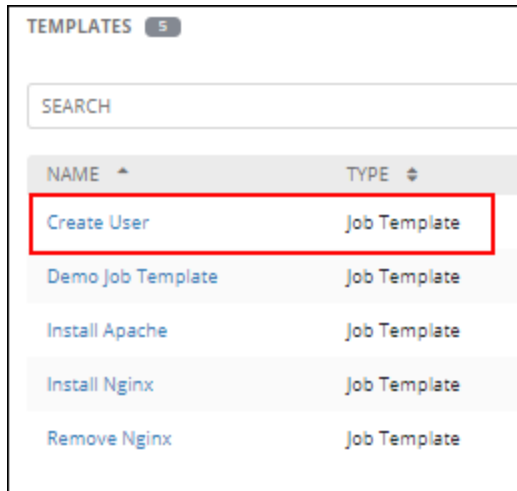 TEMPLATES 5
SEARCH
NAME TYPE
Create User Job Template
Demo Job Template Job Template
Install Apache Job Template
Install Nginx Job Template
Remove Nginx Job Template